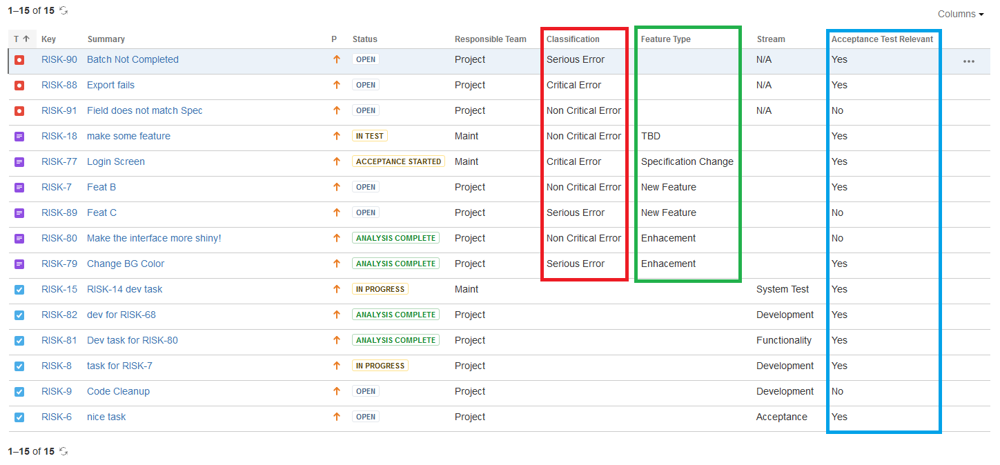 1–15 of 15
Columns
T Key Summary P Status Responsible Team Classification Feature Type Stream Acceptance Test Relevant
RISK-90 Batch Not Completed OPEN Project Serious Error N/A Yes
RISK-88 Export fails OPEN Project Critical Error N/A Yes
RISK-91 Field does not match Spec OPEN Project Non Critical Error N/A No
RISK-18 make some feature IN TEST Maint Non Critical Error TBD Yes
RISK-77 Login Screen ACCEPTANCE STARTED Maint Critical Error Specification Change Yes
RISK-7 Feat B OPEN Project Non Critical Error New Feature Yes
RISK-89 Feat C OPEN Project Serious Error New Feature No
RISK-80 Make the interface more shiny! ANALYSIS COMPLETE Project Non Critical Error Enhacement No
RISK-79 Change BG Color ANALYSIS COMPLETE Project Serious Error Enhacement Yes
RISK-15 RISK-14 dev task IN PROGRESS Maint System Test Yes
RISK-82 dev for RISK-68 ANALYSIS COMPLETE Project Development Yes
RISK-81 Dev task for RISK-80 ANALYSIS COMPLETE Project Functionality Yes
RISK-8 task for RISK-7 IN PROGRESS Project Development Yes
RISK-9 Code Cleanup OPEN Project Development No
RISK-6 nice task OPEN Project Acceptance Yes
1–15 of 15